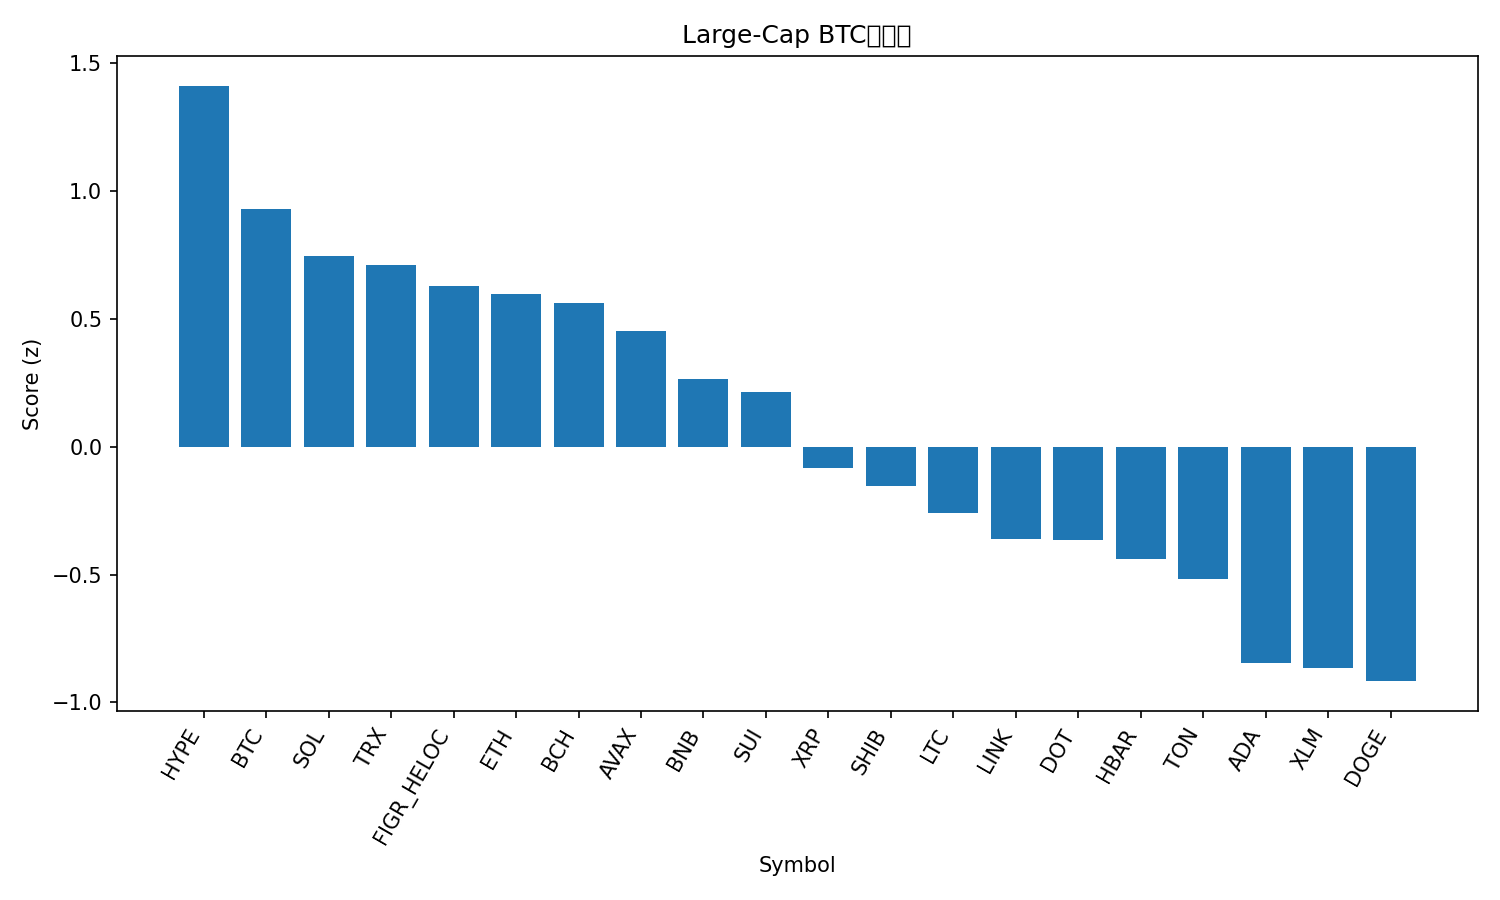 Large-Cap BTC
1.5
1.0
0.5
0.0
−0.5
−1.0
Score (z)
HYPE
BTC
SOL
TRX
FIGR_HELOC
ETH
BCH
AVAX
BNB
SUI
XRP
SHIB
LTC
LINK
DOT
HBAR
TON
ADA
XLM
DOGE
Symbol